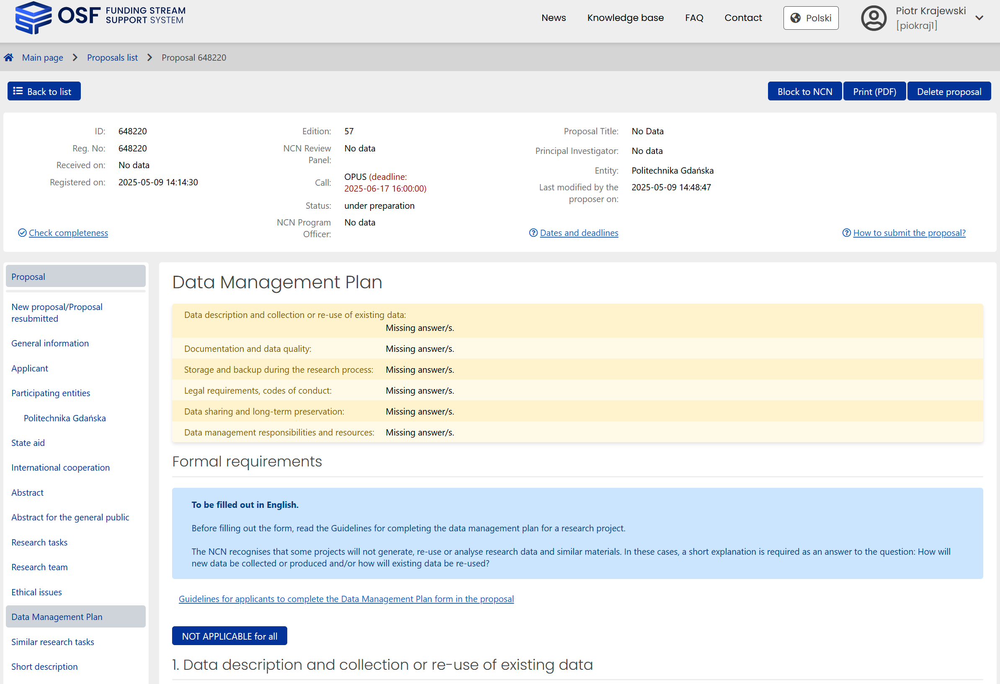 OSF FUNDING STREAM
SUPPORT SYSTEM
News Knowledge base FAQ Contact Polski Piotr Krajewski
[piokraj1]
Main page Proposals list Proposal 648220
Back to list Block to NCN Print (PDF) Delete proposal
ID: 648220
Reg. No: 648220
Received on: No data
Registered on: 2025-05-09 14:14:30
Check completeness
Edition: 57
NCN Review No data
Panel:
OPUS (deadline:
Call: 2025-06-17 16:00:00)
Status: under preparation
NCN Program No data
Officer:
Proposal Title: No Data
Principal Investigator: No data
Entity: Politechnika Gdańska
Last modified by the 2025-05-09 14:48:47
proposer on:
Dates and deadlines
How to submit the proposal?
Proposal
New proposal/Proposal
resubmitted
General information
Applicant
Participating entities
Politechnika Gdańska
State aid
International cooperation
Abstract
Abstract for the general public
Research tasks
Research team
Ethical issues
Data Management Plan
Similar research tasks
Short description
Data Management Plan
Data description and collection or re-use of existing data:
Missing answer/s.
Documentation and data quality: Missing answer/s.
Storage and backup during the research process: Missing answer/s.
Legal requirements, codes of conduct: Missing answer/s.
Data sharing and long-term preservation: Missing answer/s.
Data management responsibilities and resources: Missing answer/s.
Formal requirements
To be filled out in English.
Before filling out the form, read the Guidelines for completing the data management plan for a research project.
The NCN recognises that some projects will not generate, re-use or analyse research data and similar materials. In these cases, a short explanation is required as an answer to the question: How will
new data be collected or produced and/or how will existing data be re-used?
Guidelines for applicants to complete the Data Management Plan form in the proposal
NOT APPLICABLE for all
1. Data description and collection or re-use of existing data